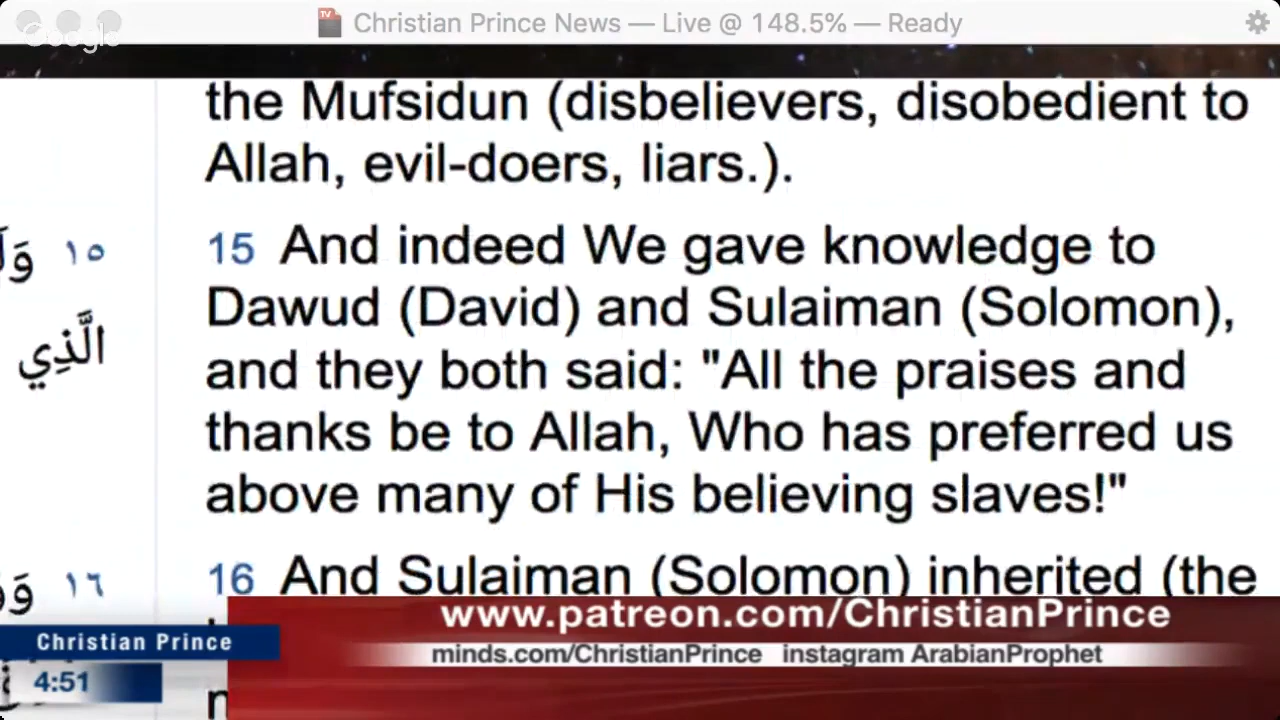 Christian Prince News — Live @ 148.5% — Ready
Google
the Mufsidun (disbelievers, disobedient to
Allah, evil-doers, liars.).
١٥
15 And indeed We gave knowledge to
Dawud (David) and Sulaiman (Solomon),
الَّذِي
and they both said: "All the praises and
thanks be to Allah, Who has preferred us
above many of His believing slaves!"
١٦
16 And Sulaiman (Solomon) inherited (the
www.patreon.com/ChristianPrince
Christian Prince
minds.com/ChristianPrince instagram ArabianProphet
4:51